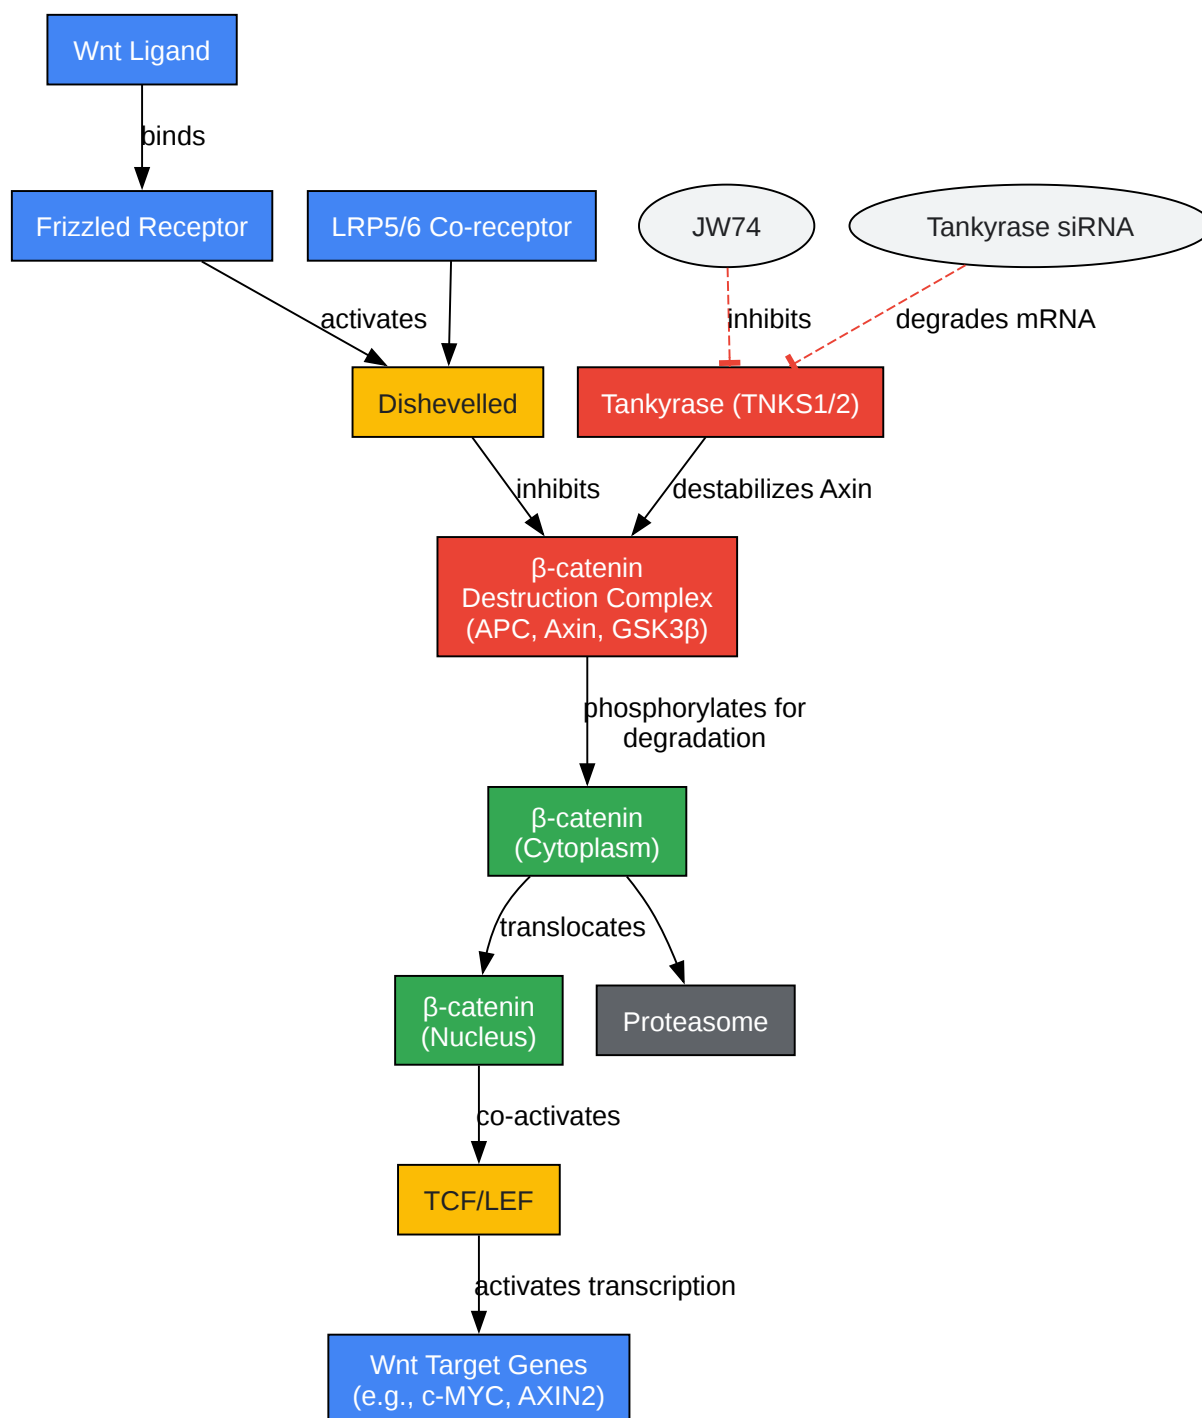 Wnt Ligand
binds
Frizzled Receptor
LRP5/6 Co-receptor
JW74
Tankyrase siRNA
activates
inhibits
degrades mRNA
Dishevelled
Tankyrase (TNKS1/2)
inhibits
destabilizes Axin
β-catenin
Destruction Complex
(APC, Axin, GSK3β)
phosphorylates for
degradation
β-catenin
(Cytoplasm)
translocates
β-catenin
(Nucleus)
Proteasome
co-activates
TCF/LEF
activates transcription
Wnt Target Genes
(e.g., c-MYC, AXIN2)